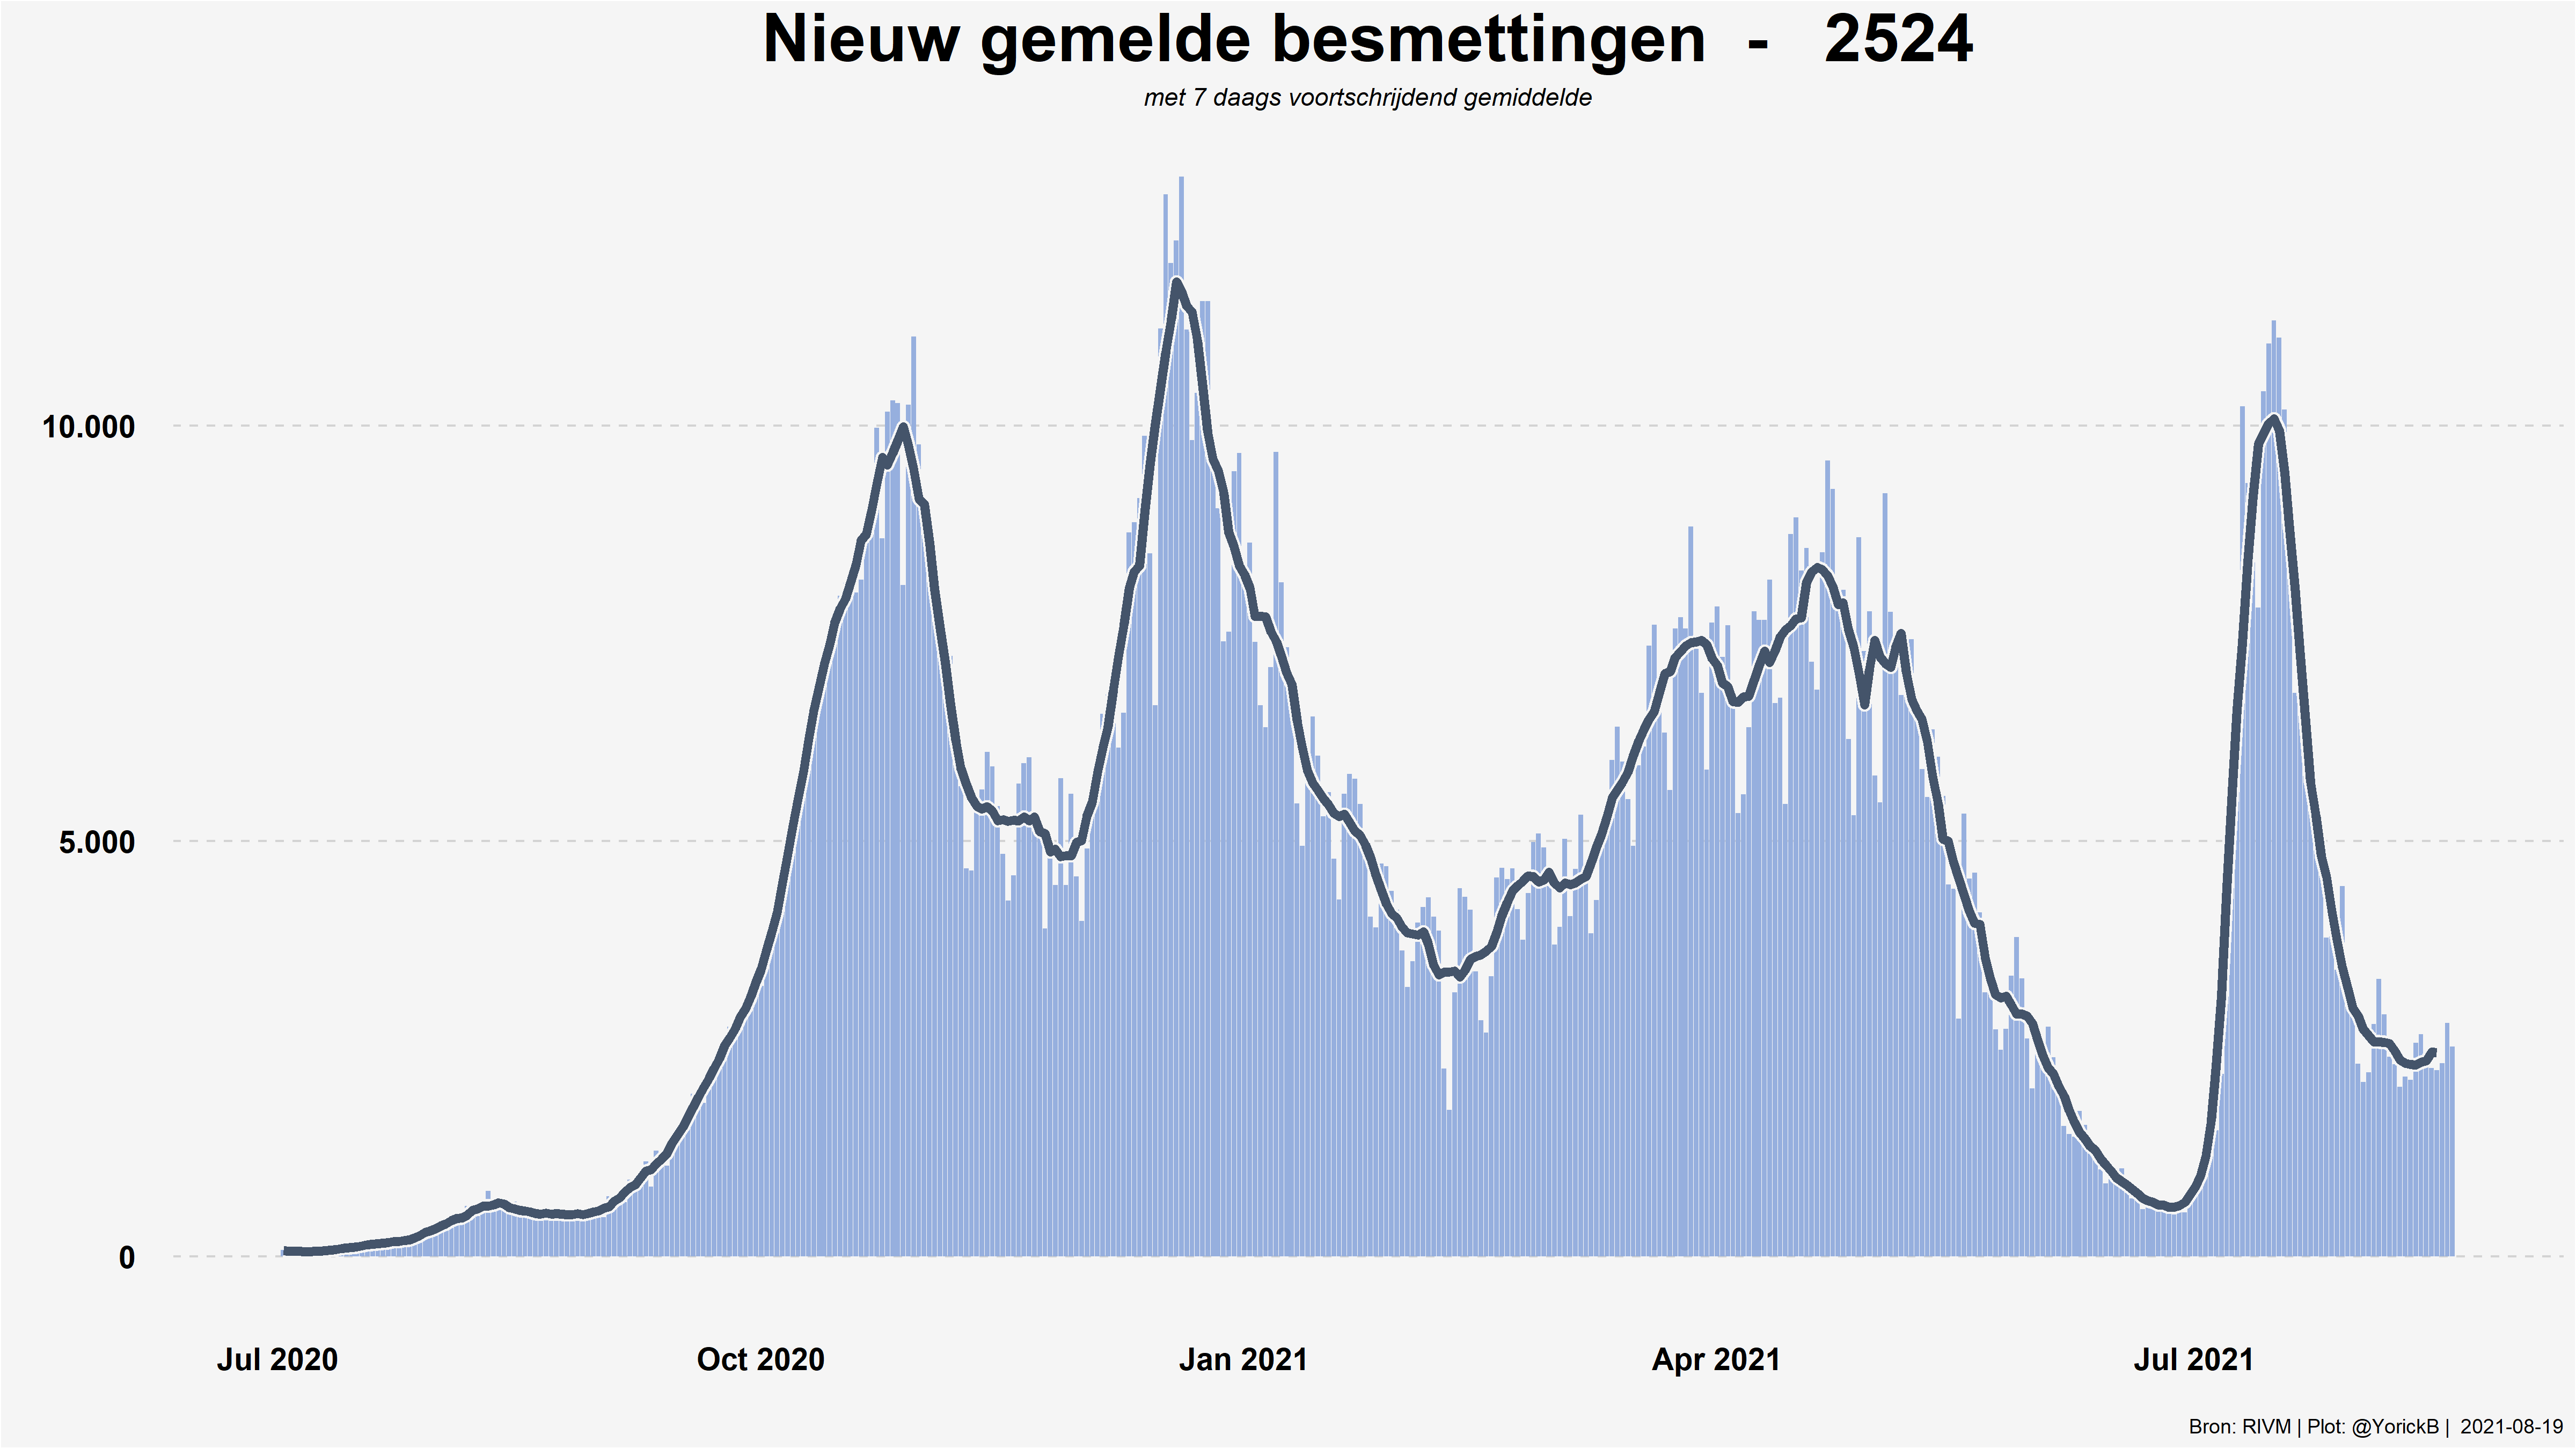 Nieuw gemelde besmettingen - 2524
met 7 daags voortschrijdend gemiddelde
10.000
5.000
0
Jul 2020 Oct 2020 Jan 2021 Apr 2021 Jul 2021
Bron: RIVM | Plot: @YorickB | 2021-08-19